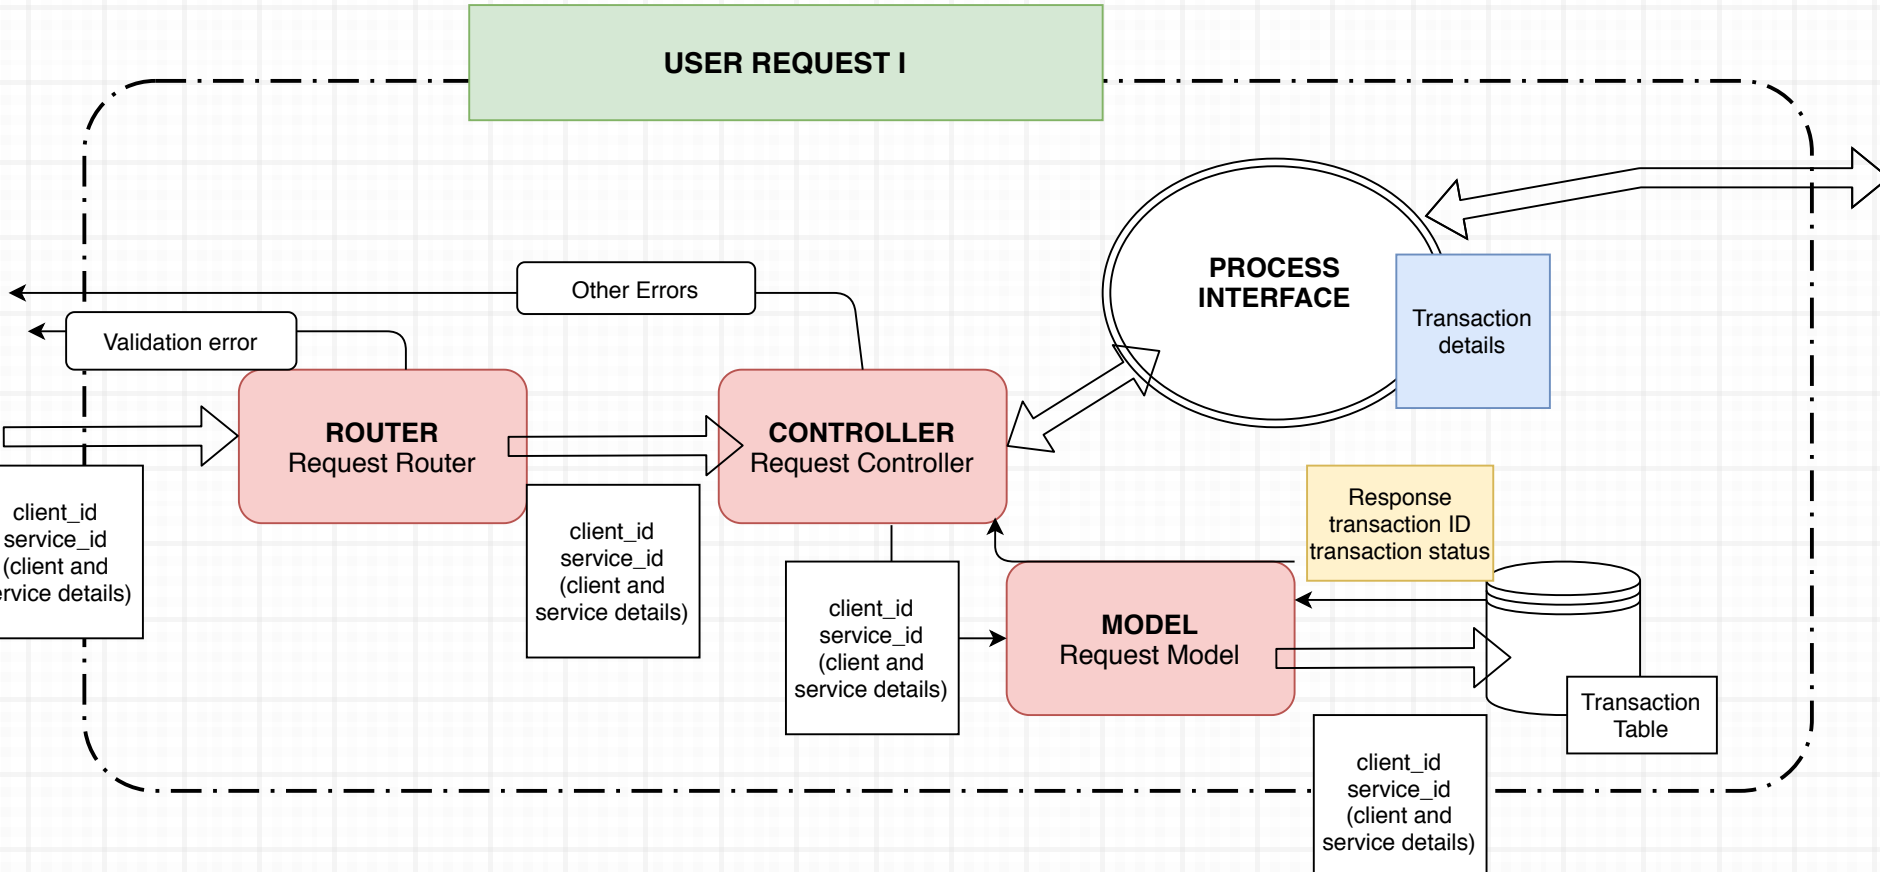 USER REQUEST I
Other Errors
Validation error
PROCESS
INTERFACE
Transaction
details
ROUTER
Request Router
CONTROLLER
Request Controller
client_id
service_id
(client and
details)
client_id
service_id
(client and
service details)
Response
transaction ID
transaction status
client_id
service_id
(client and
service details)
MODEL
Request Model
Transaction
Table
client_id
service_id
(client and
service details)